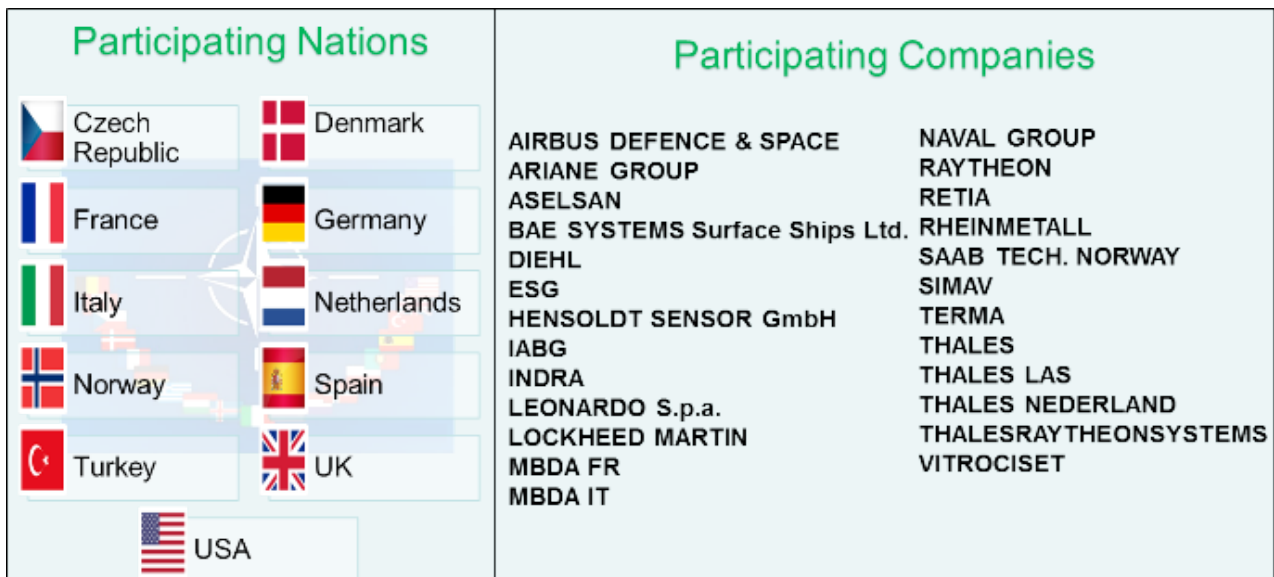 Participating Nations
Czech
Republic
Denmark
France
Germany
Italy
Netherlands
Norway
Spain
Turkey
UK
USA
Participating Companies
AIRBUS DEFENCE & SPACE
ARIANE GROUP
ASELSAN
BAE SYSTEMS Surface Ships Ltd.
DIEHL
ESG
HENSOLDT SENSOR GmbH
IABG
INDRA
LEONARDO S.p.a.
LOCKHEED MARTIN
MBDA FR
MBDA IT
NAVAL GROUP
RAYTHEON
RETIA
RHEINMETALL
SAAB TECH. NORWAY
SIMAV
TERMA
THALES
THALES LAS
THALES NEDERLAND
THALESRAYTHEONSYSTEMS
VITROCISET